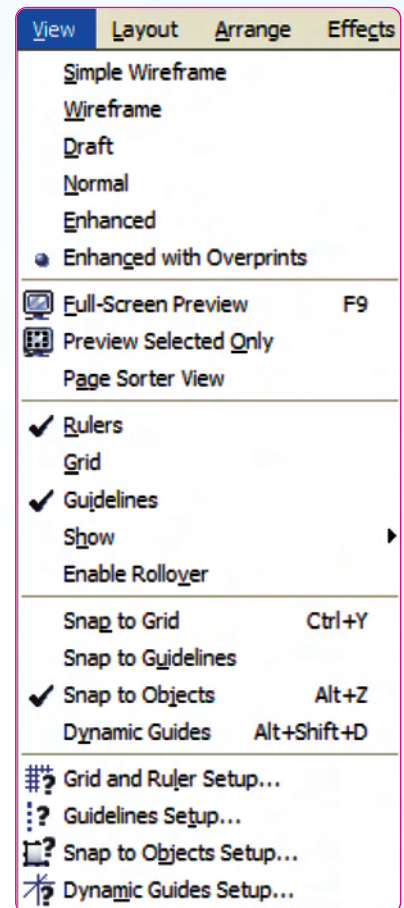 View Layout Arrange Effects
Simple Wireframe
Wireframe
Draft
Normal
Enhanced
Enhanced with Overprints
Full-Screen Preview F9
Preview Selected Only
Page Sorter View
Rulers
Grid
Guidelines
Show
Enable Rollover
Snap to Grid Ctrl+Y
Snap to Guidelines
Snap to Objects Alt+Z
Dynamic Guides Alt+Shift+D
Grid and Ruler Setup...
Guidelines Setup...
Snap to Objects Setup...
Dynamic Guides Setup...